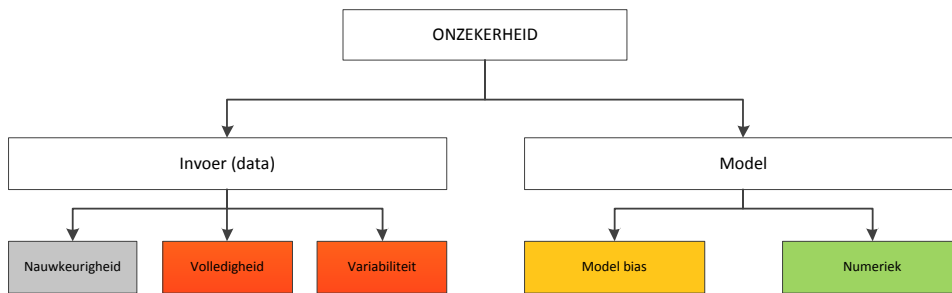 ONZEKERHEID
Invoer (data)
Model
Nauwkeurigheid
Volledigheid
Variabiliteit
Model bias
Numeriek